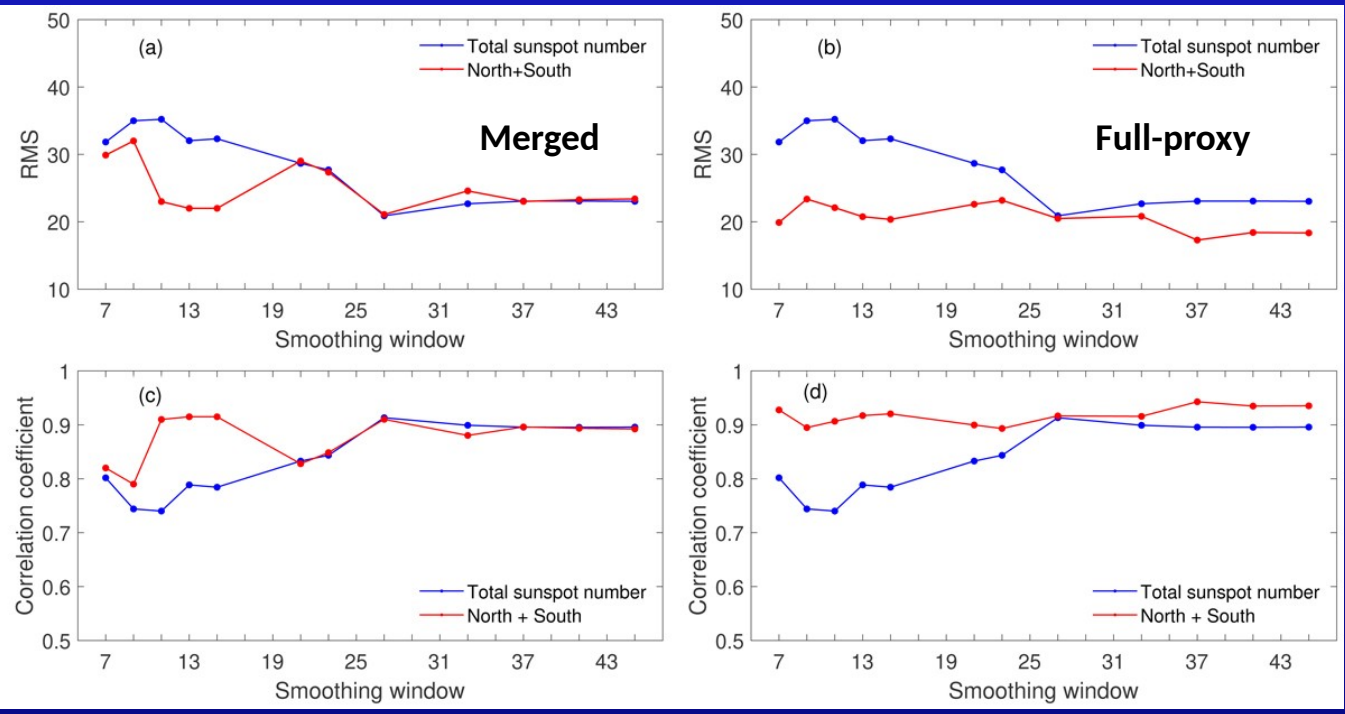 (a)
Total sunspot number
North+South
Merged
RMS
50
40
30
20
10
7 13 19 25 31 37 43
Smoothing window
(b)
Total sunspot number
North+South
Full-proxy
RMS
50
40
30
20
10
7 13 19 25 31 37 43
Smoothing window
(c)
Correlation coefficient
1
0.9
0.8
0.7
0.6
0.5
Total sunspot number
North + South
7 13 19 25 31 37 43
Smoothing window
(d)
Correlation coefficient
1
0.9
0.8
0.7
0.6
0.5
Total sunspot number
North + South
7 13 19 25 31 37 43
Smoothing window